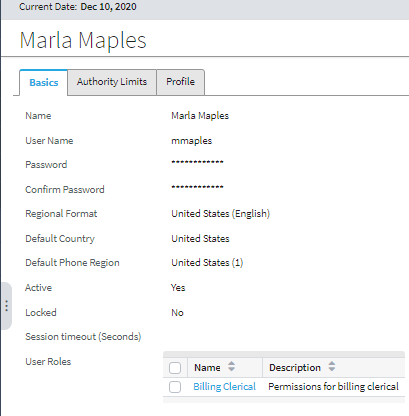 Current Date: Dec 10, 2020
Marla Maples
Basics Authority Limits Profile
Name Marla Maples
User Name mmaples
Password ************
Confirm Password ************
Regional Format United States (English)
Default Country United States
Default Phone Region United States (1)
Active Yes
Locked No
Session timeout (Seconds)
User Roles
Name Description
Billing Clerical Permissions for billing clerical